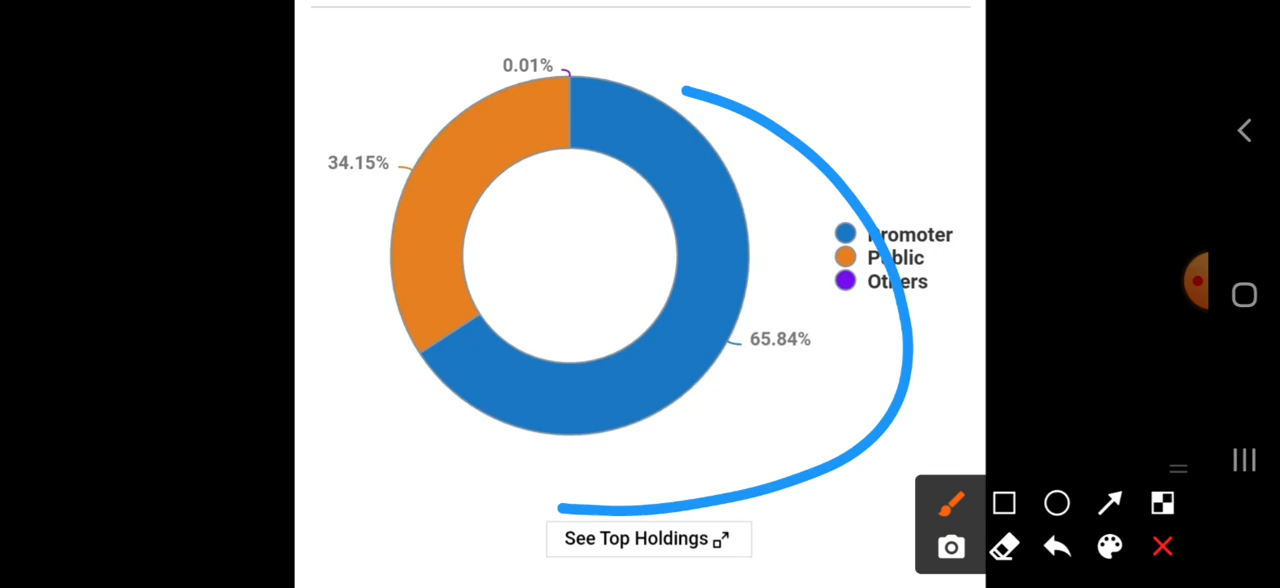 0.01%
34.15%
Promoter
Public
Others
65.84%
See Top Holdings